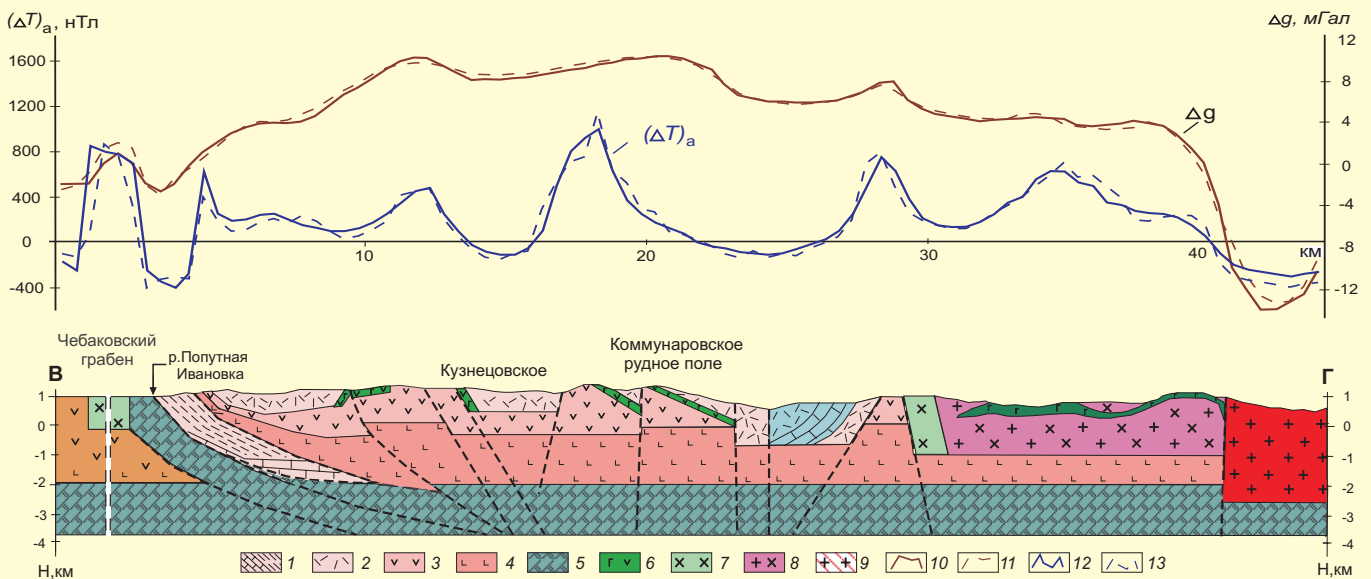 (ΔT)а, нТл
Δg, мГал
1600
1200
800
400
0
-400
12
8
4
0
-4
-8
-12
Δg
(ΔT)а
10
20
30
40
км
Чебаковский
грабен
р.Попутная
Ивановка
Кузнецовское
Коммунаровское
рудное поле
В
Г
1
0
-1
-2
-3
-4
1
0
-1
-2
-3
-4
Н,км
1 2 3 4 5 6 7 8 9 10 11 12 13
Н,км